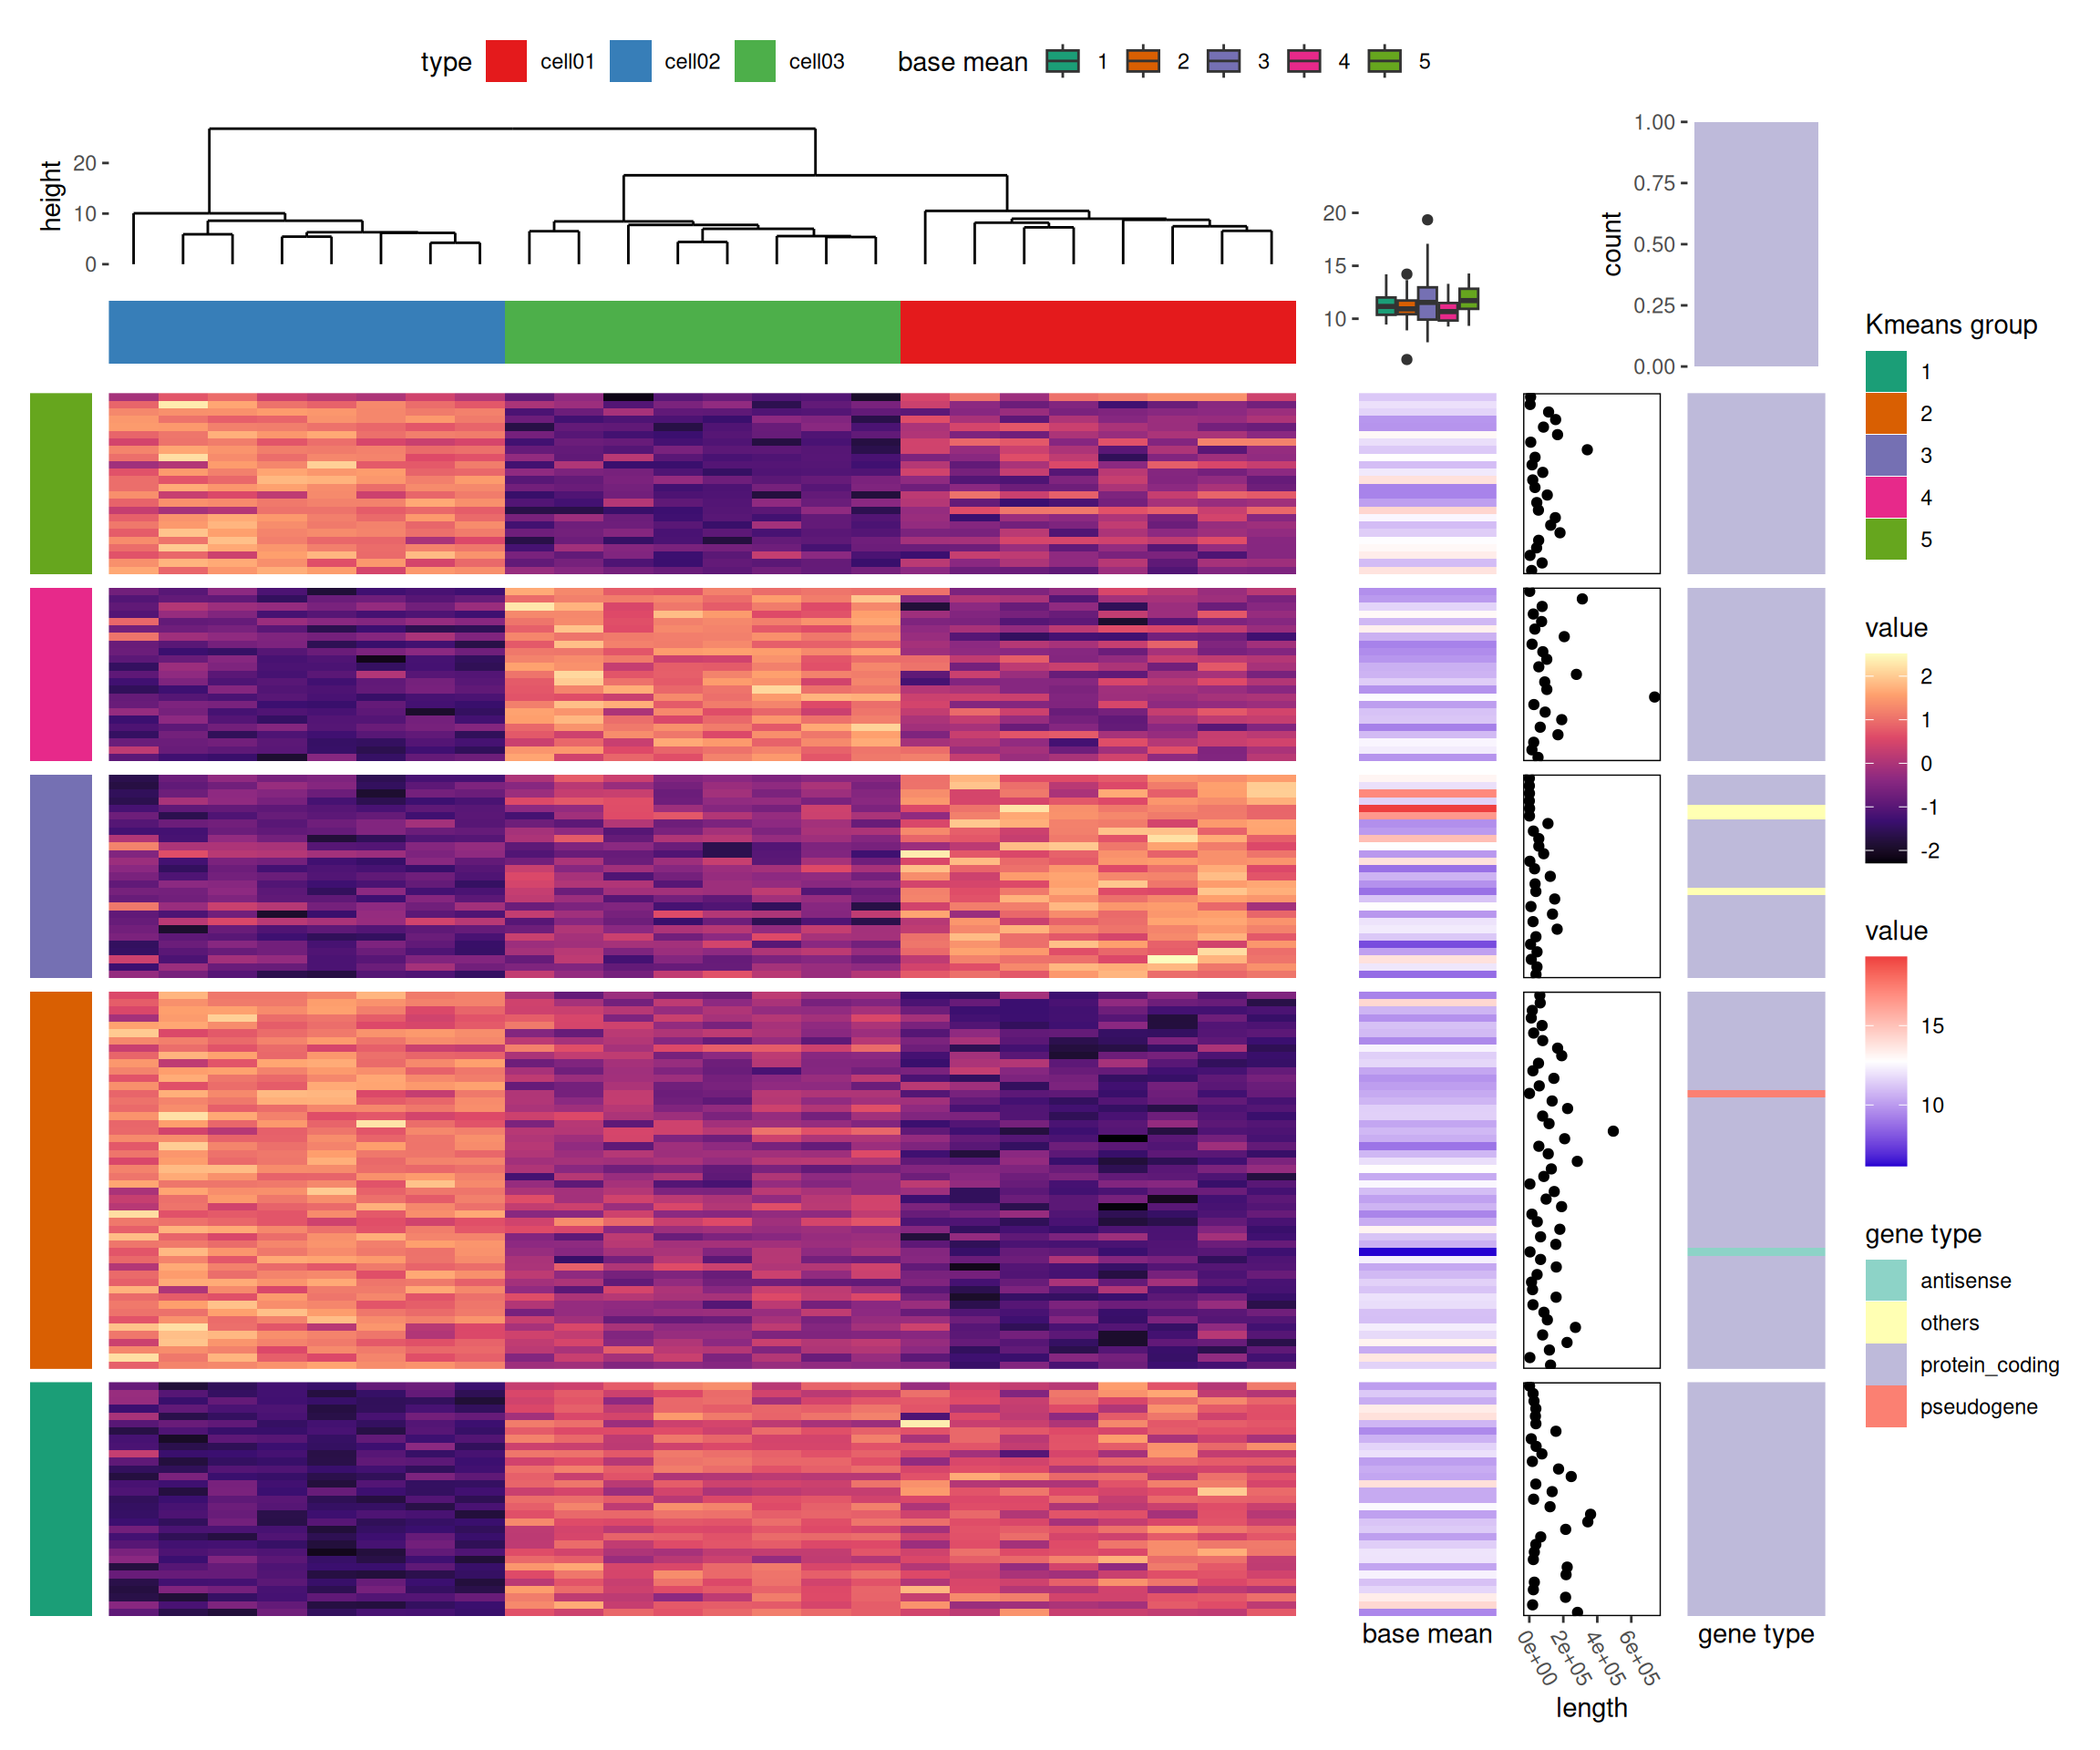 type cell01 cell02 cell03 base mean 1 2 3 4 5
height
20
10
0
20
15
10
count
1.00
0.75
0.50
0.25
0.00
Kmeans group
1
2
3
4
5
value
2
1
0
-1
-2
value
15
10
gene type
antisense
others
protein_coding
pseudogene
base mean
0e+00 2e+05 4e+05 6e+05
length
gene type